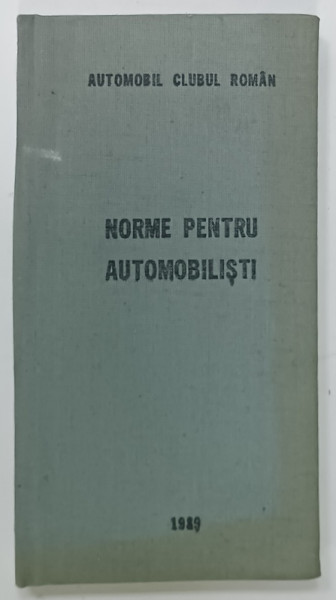 AUTOMOBIL CLUBUL ROMÂN
NORME PENTRU
AUTOMOBILIȘTI
1989